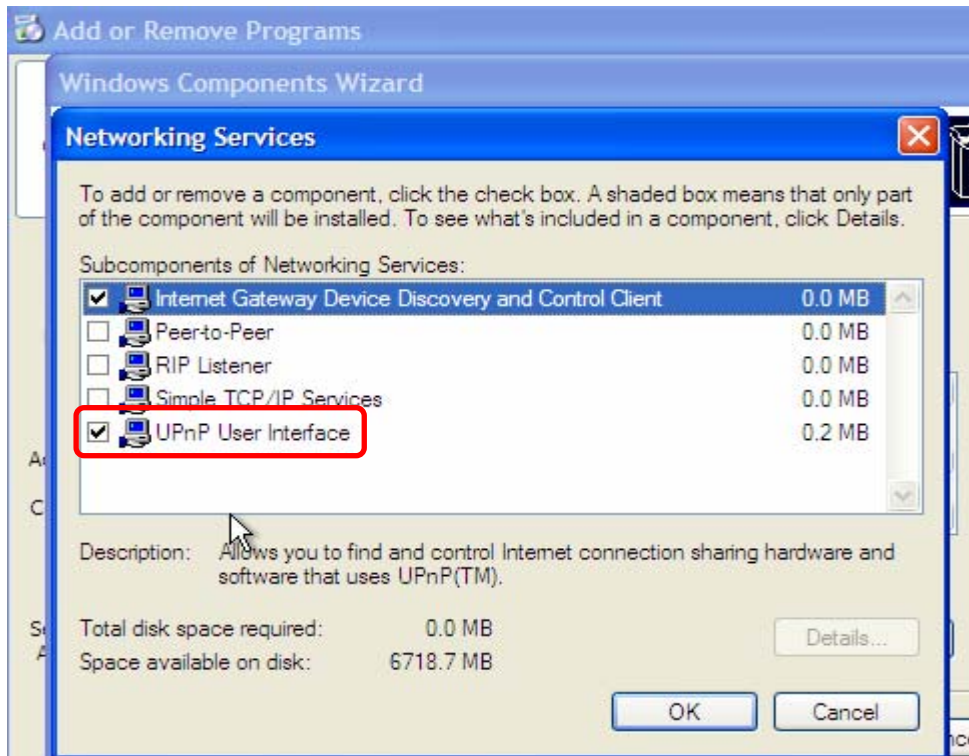 Add or Remove Programs
Windows Components Wizard
Networking Services
To add or remove a component, click the check box. A shaded box means that only part
of the component will be installed. To see what's included in a component, click Details.
Subcomponents of Networking Services:
Internet Gateway Device Discovery and Control Client 0.0 MB
Peer-to-Peer 0.0 MB
RIP Listener 0.0 MB
Simple TCP/IP Services 0.0 MB
UPnP User Interface 0.2 MB
Description: Allows you to find and control Internet connection sharing hardware and
software that uses UPnP(TM).
Total disk space required: 0.0 MB
Details...
Space available on disk: 6718.7 MB
OK Cancel